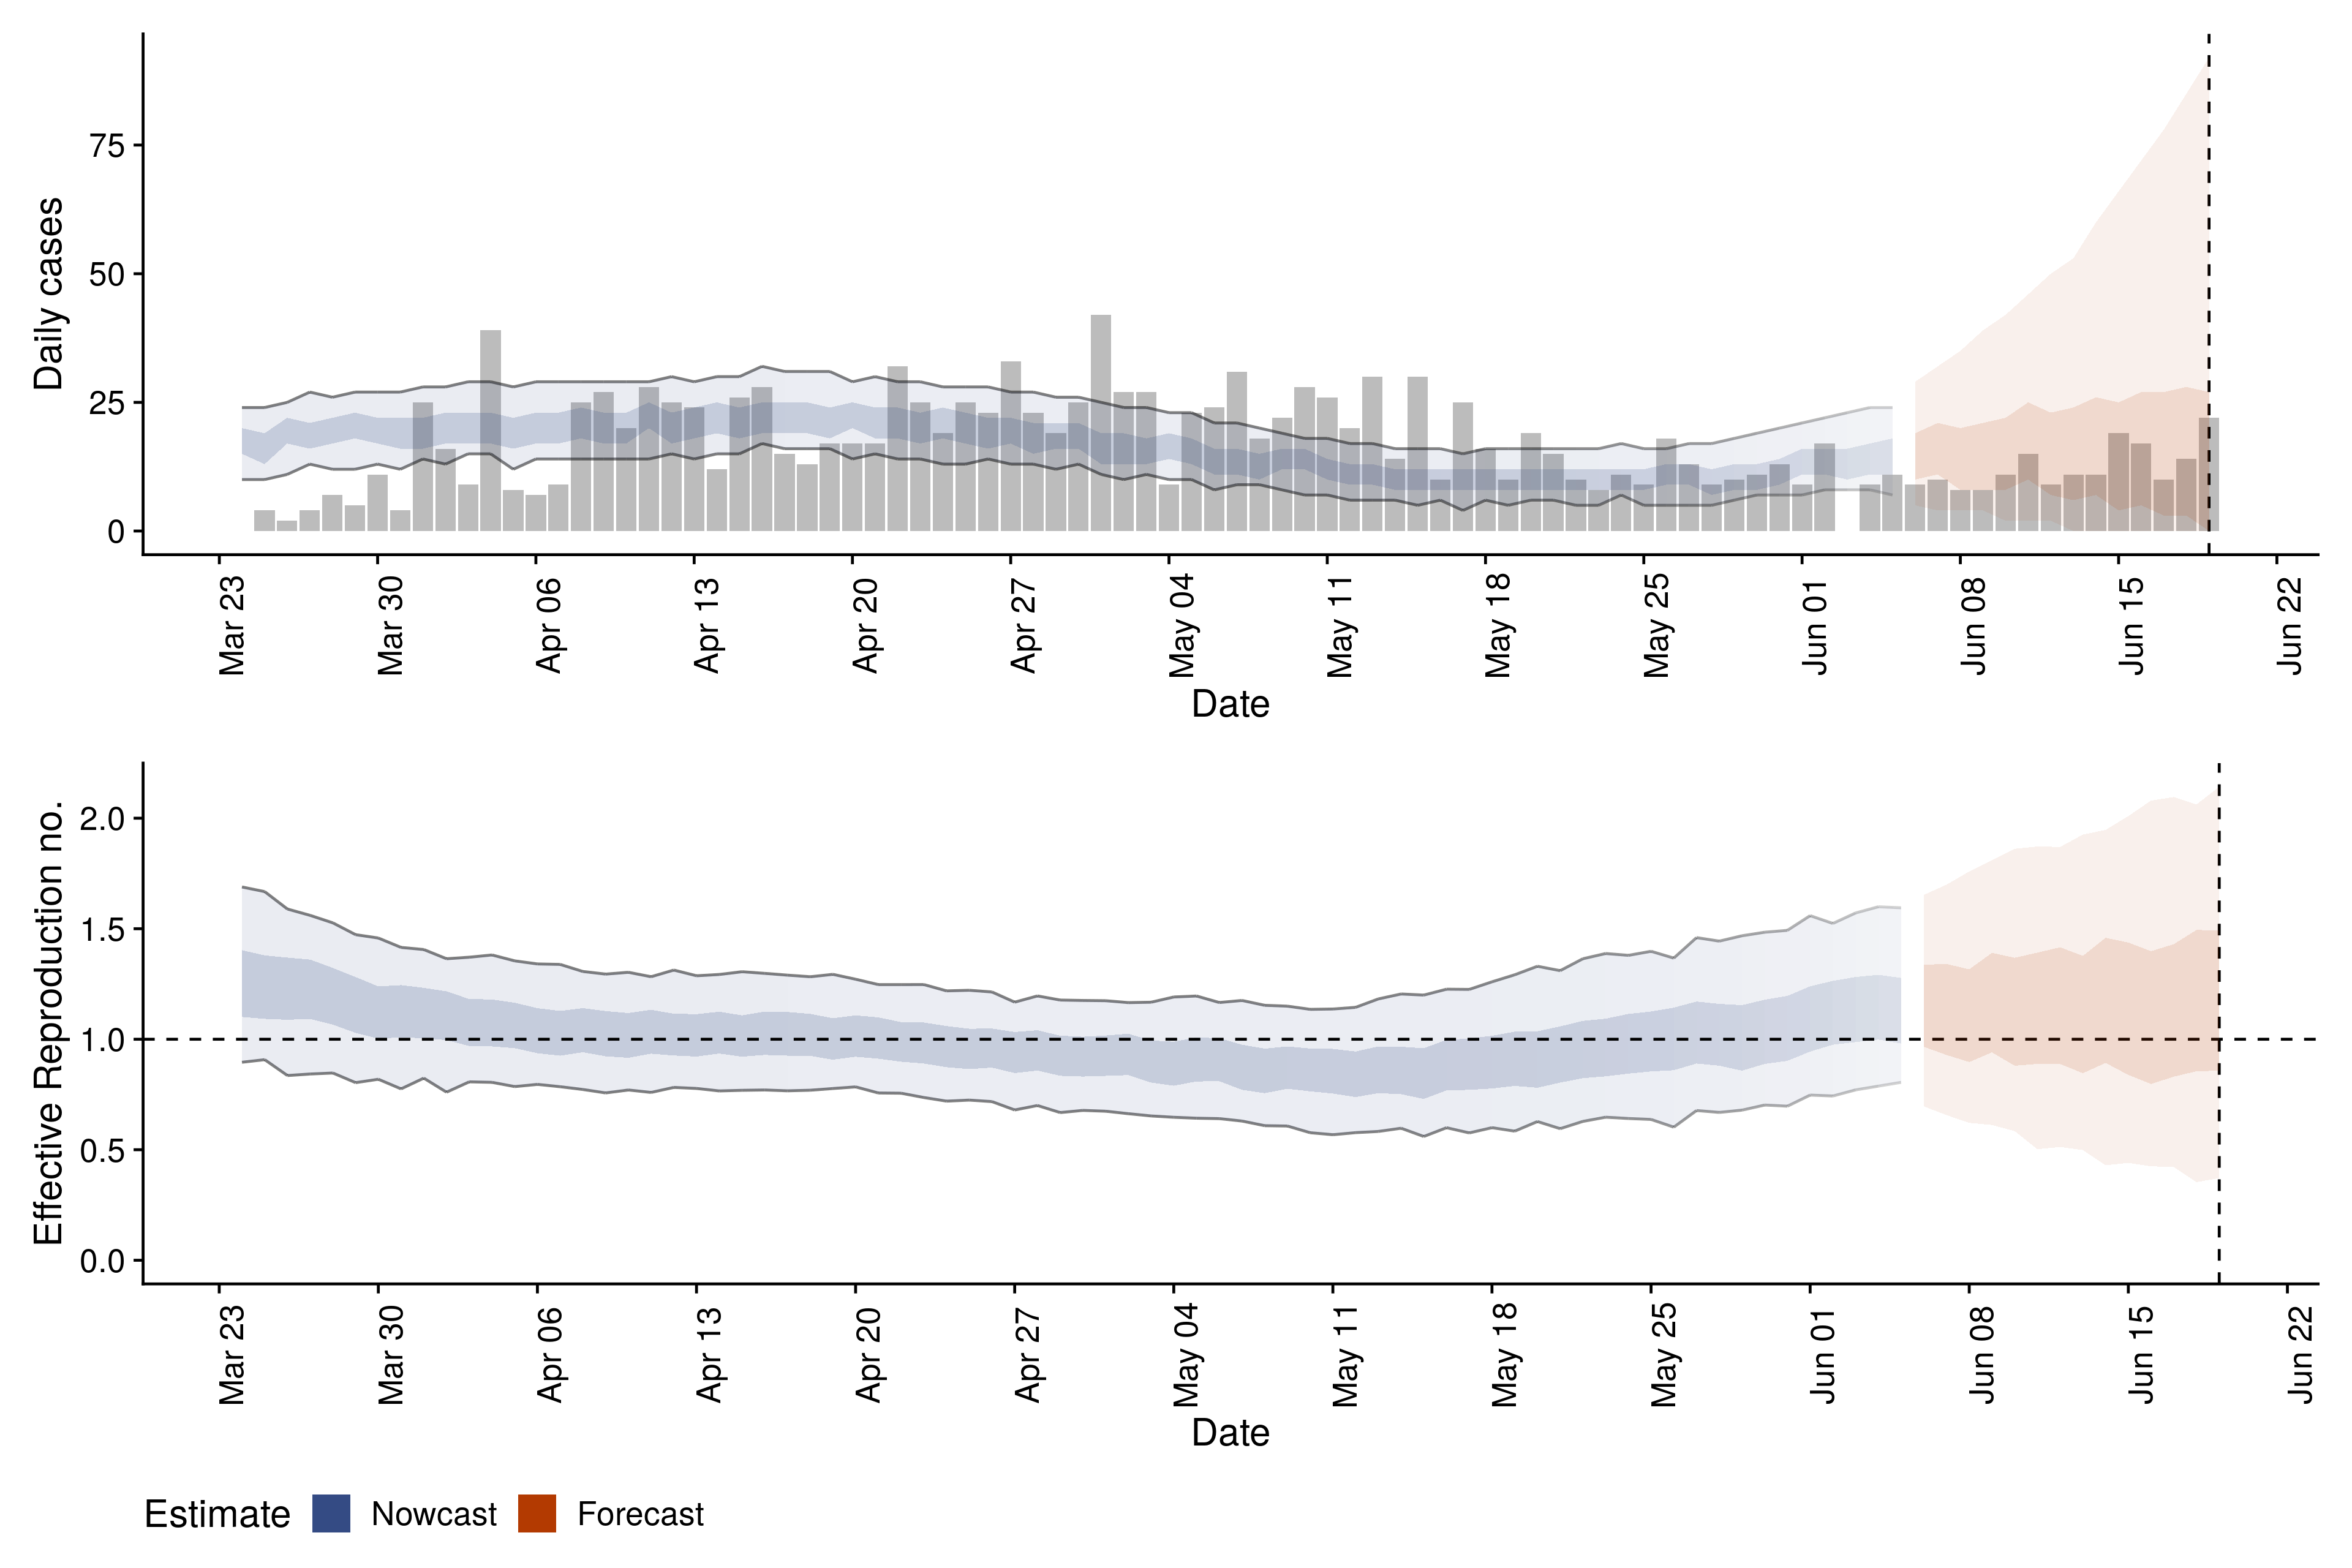 Daily cases
75
50
25
0
Mar 23
Mar 30
Apr 06
Apr 13
Apr 20
Apr 27
May 04
May 11
May 18
May 25
Jun 01
Jun 08
Jun 15
Jun 22
Date
Effective Reproduction no.
2.0
1.5
1.0
0.5
0.0
Mar 23
Mar 30
Apr 06
Apr 13
Apr 20
Apr 27
May 04
May 11
May 18
May 25
Jun 01
Jun 08
Jun 15
Jun 22
Date
Estimate Nowcast Forecast